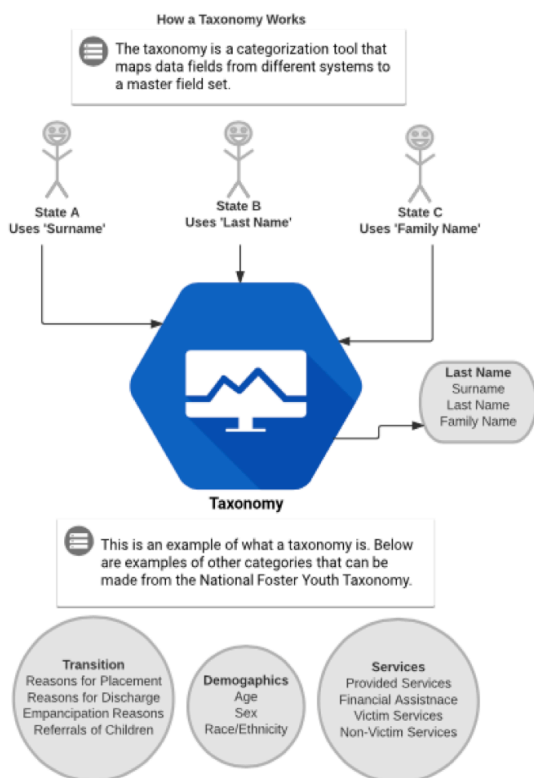 How a Taxonomy Works
The taxonomy is a categorization tool that
maps data fields from different systems to
a master field set.
State A
Uses 'Surname'
State B
Uses 'Last Name'
State C
Uses 'Family Name'
Last Name
Surname
Last Name
Family Name
Taxonomy
This is an example of what a taxonomy is. Below
are examples of other categories that can be
made from the National Foster Youth Taxonomy.
Transition
Reasons for Placement
Reasons for Discharge
Empancipation Reasons
Referrals of Children
Demogaphics
Age
Sex
Race/Ethnicity
Services
Provided Services
Financial Assistnace
Victim Services
Non-Victim Services